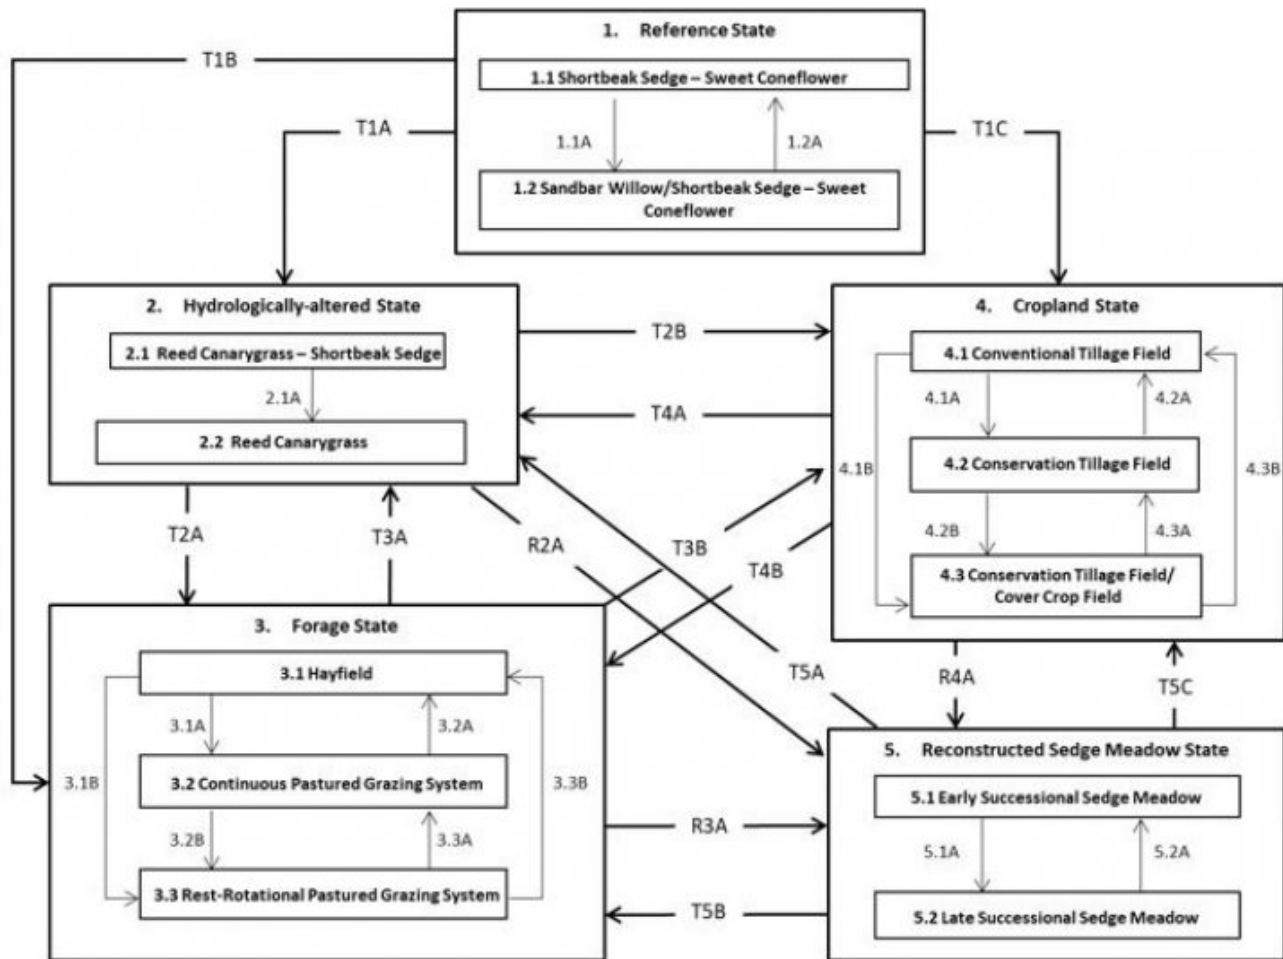 1. Reference State
T1B
1.1 Shortbeak Sedge – Sweet Coneflower
T1A
T1C
1.1A
1.2A
1.2 Sandbar Willow/Shortbeak Sedge – Sweet
Coneflower
2. Hydrologically-altered State
2.1 Reed Canarygrass – Shortbeak Sedge
2.1A
2.2 Reed Canarygrass
T2B
T4A
4. Cropland State
4.1 Conventional Tillage Field
4.1A
4.2A
4.1B
4.2 Conservation Tillage Field
4.3B
4.2B
4.3A
4.3 Conservation Tillage Field/
Cover Crop Field
T2A
T3A
R2A
T3B
T4B
T5A
R4A
T5C
3. Forage State
3.1 Hayfield
3.1A
3.2A
3.1B
3.2 Continuous Pastured Grazing System
3.3B
3.2B
3.3A
3.3 Rest-Rotational Pastured Grazing System
R3A
T5B
5. Reconstructed Sedge Meadow State
5.1 Early Successional Sedge Meadow
5.1A
5.2A
5.2 Late Successional Sedge Meadow